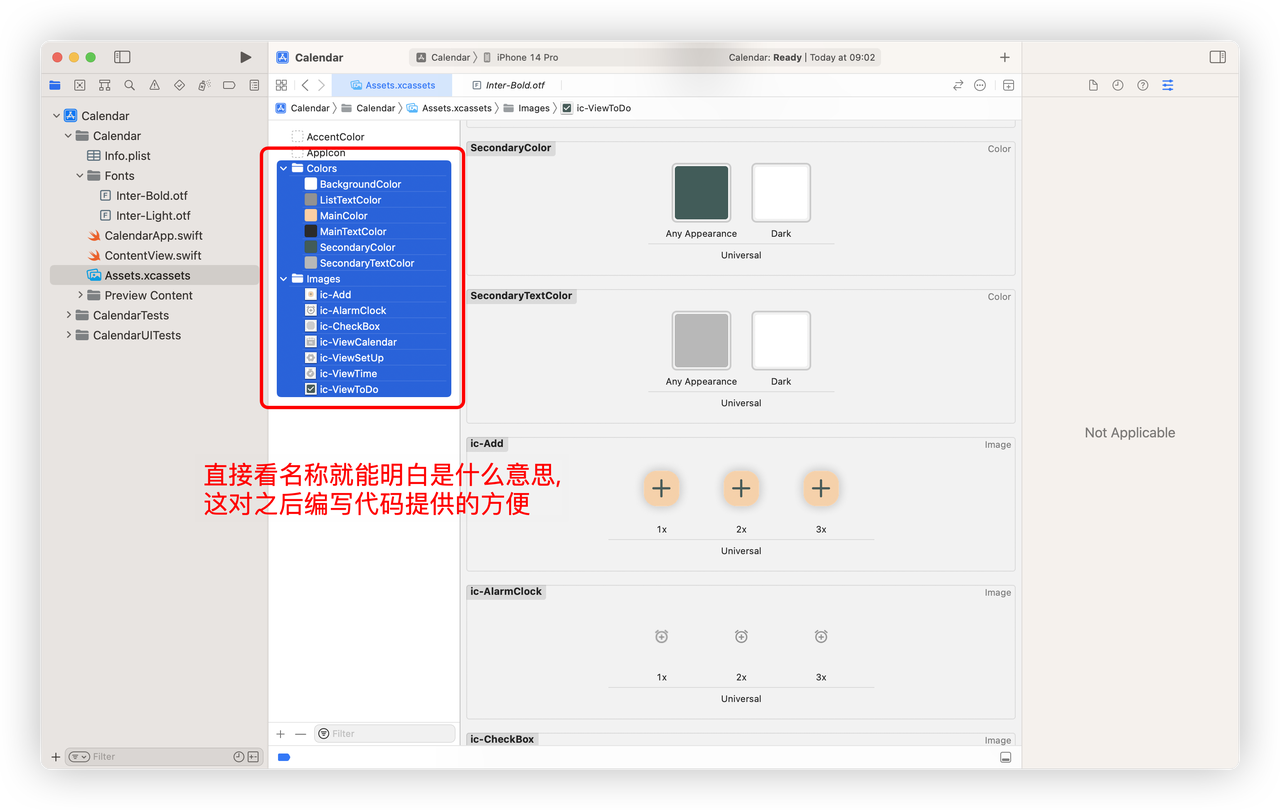 Calendar
Calendar 〉 iPhone 14 Pro
Calendar: Ready | Today at 09:02
Assets.xcassets
Inter-Bold.otf
Calendar 〉 Calendar 〉 Assets.xcassets 〉 Images 〉 ic-ViewToDo
Calendar
Calendar
Info.plist
Fonts
Inter-Bold.otf
Inter-Light.otf
CalendarApp.swift
ContentView.swift
Assets.xcassets
Preview Content
CalendarTests
CalendarUITests
Filter
AccentColor
AppIcon
Colors
BackgroundColor
ListTextColor
MainColor
MainTextColor
SecondaryColor
SecondaryTextColor
Images
ic-Add
ic-AlarmClock
ic-CheckBox
ic-ViewCalendar
ic-ViewSetUp
ic-ViewTime
ic-ViewToDo
直接看名称就能明白是什么意思,
这对之后编写代码提供的方便
Filter
SecondaryColor
Color
Any Appearance
Dark
Universal
SecondaryTextColor
Color
Any Appearance
Dark
Universal
ic-Add
Image
1x
2x
3x
Universal
ic-AlarmClock
Image
1x
2x
3x
Universal
ic-CheckBox
Image
Not Applicable